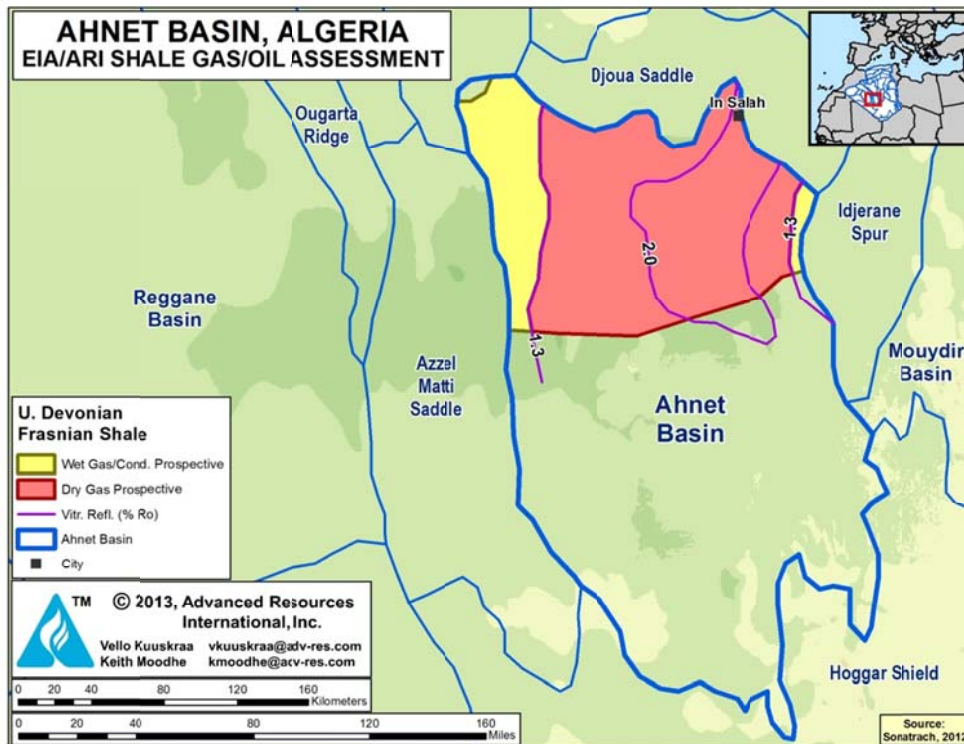 AHNET BASIN, ALGERIA
EIA/ARI SHALE GAS/OIL ASSESSMENT
Djoua Saddle
In Salah
Ougarta
Ridge
Idjerane
Spur
1.3
2.0
Reggane
Basin
1.3
Azzel
Matti
Saddle
Mouydir
Basin
Ahnet
Basin
U. Devonian
Frasnian Shale
Wet Gas/Cond. Prospective
Dry Gas Prospective
Vitr. Refl. (% Ro)
Ahnet Basin
City
TM
© 2013, Advanced Resources
International, Inc.
Vello Kuuskraa vkuuskraa@adv-res.com
Keith Moodhe kmoodhe@adv-res.com
Hoggar Shield
0 20 40 80 120 160
Kilometers
0 20 40 80 120 160
Miles
Source:
Sonatrach, 2012